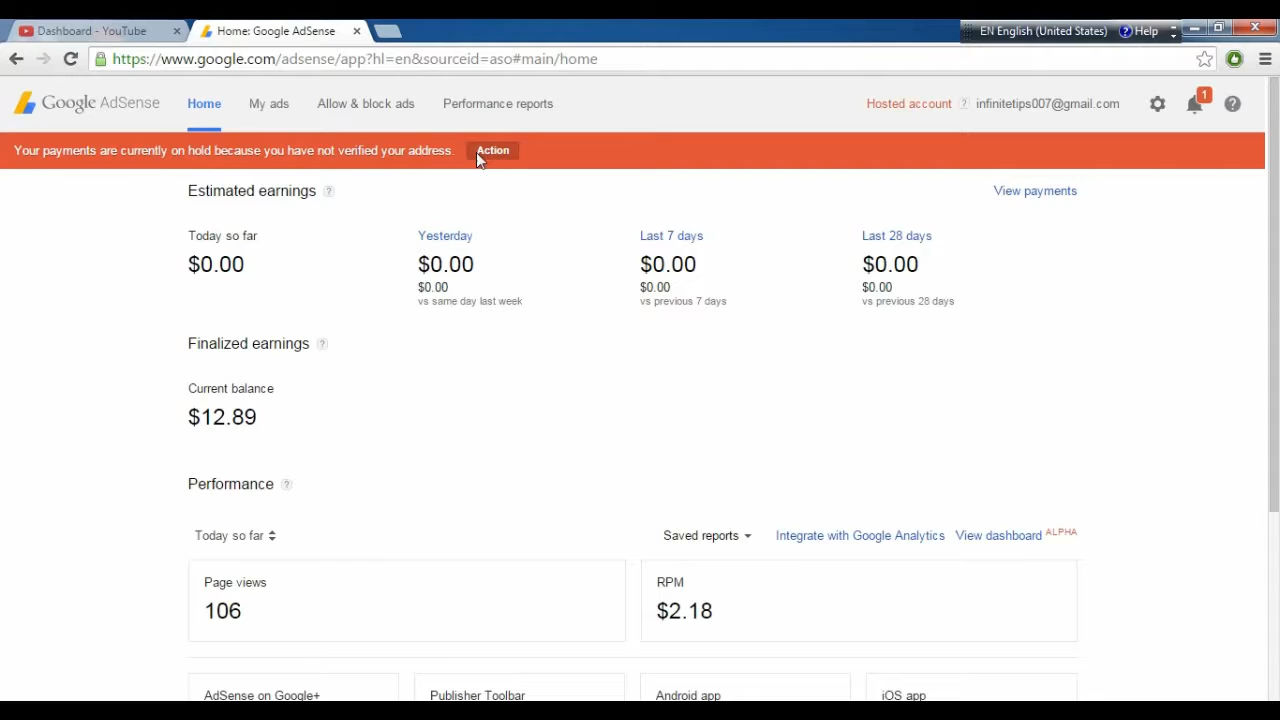 Dashboard - YouTube
Home: Google AdSense
EN English (United States)
Help
https://www.google.com/adsense/app?hl=en&sourceid=aso#main/home
Google AdSense
Home
My ads
Allow & block ads
Performance reports
Hosted account
?
infinitetips007@gmail.com
1
Your payments are currently on hold because you have not verified your address.
Action
Estimated earnings ?
View payments
Today so far
Yesterday
Last 7 days
Last 28 days
$0.00
$0.00
$0.00
$0.00
$0.00
$0.00
$0.00
vs same day last week
vs previous 7 days
vs previous 28 days
Finalized earnings ?
Current balance
$12.89
Performance ?
Today so far
Saved reports
Integrate with Google Analytics
View dashboard ALPHA
Page views
RPM
106
$2.18
AdSense on Google+
Publisher Toolbar
Android app
iOS app